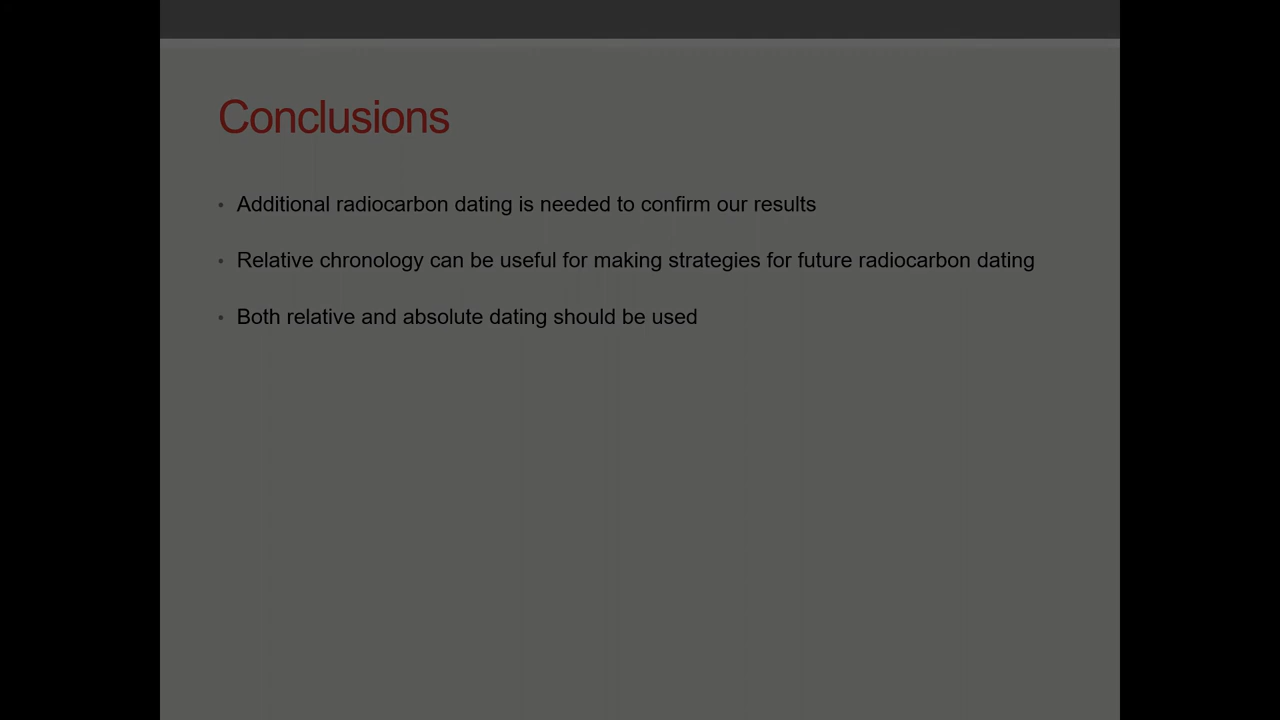 Conclusions
• Additional radiocarbon dating is needed to confirm our results
• Relative chronology can be useful for making strategies for future radiocarbon dating
• Both relative and absolute dating should be used